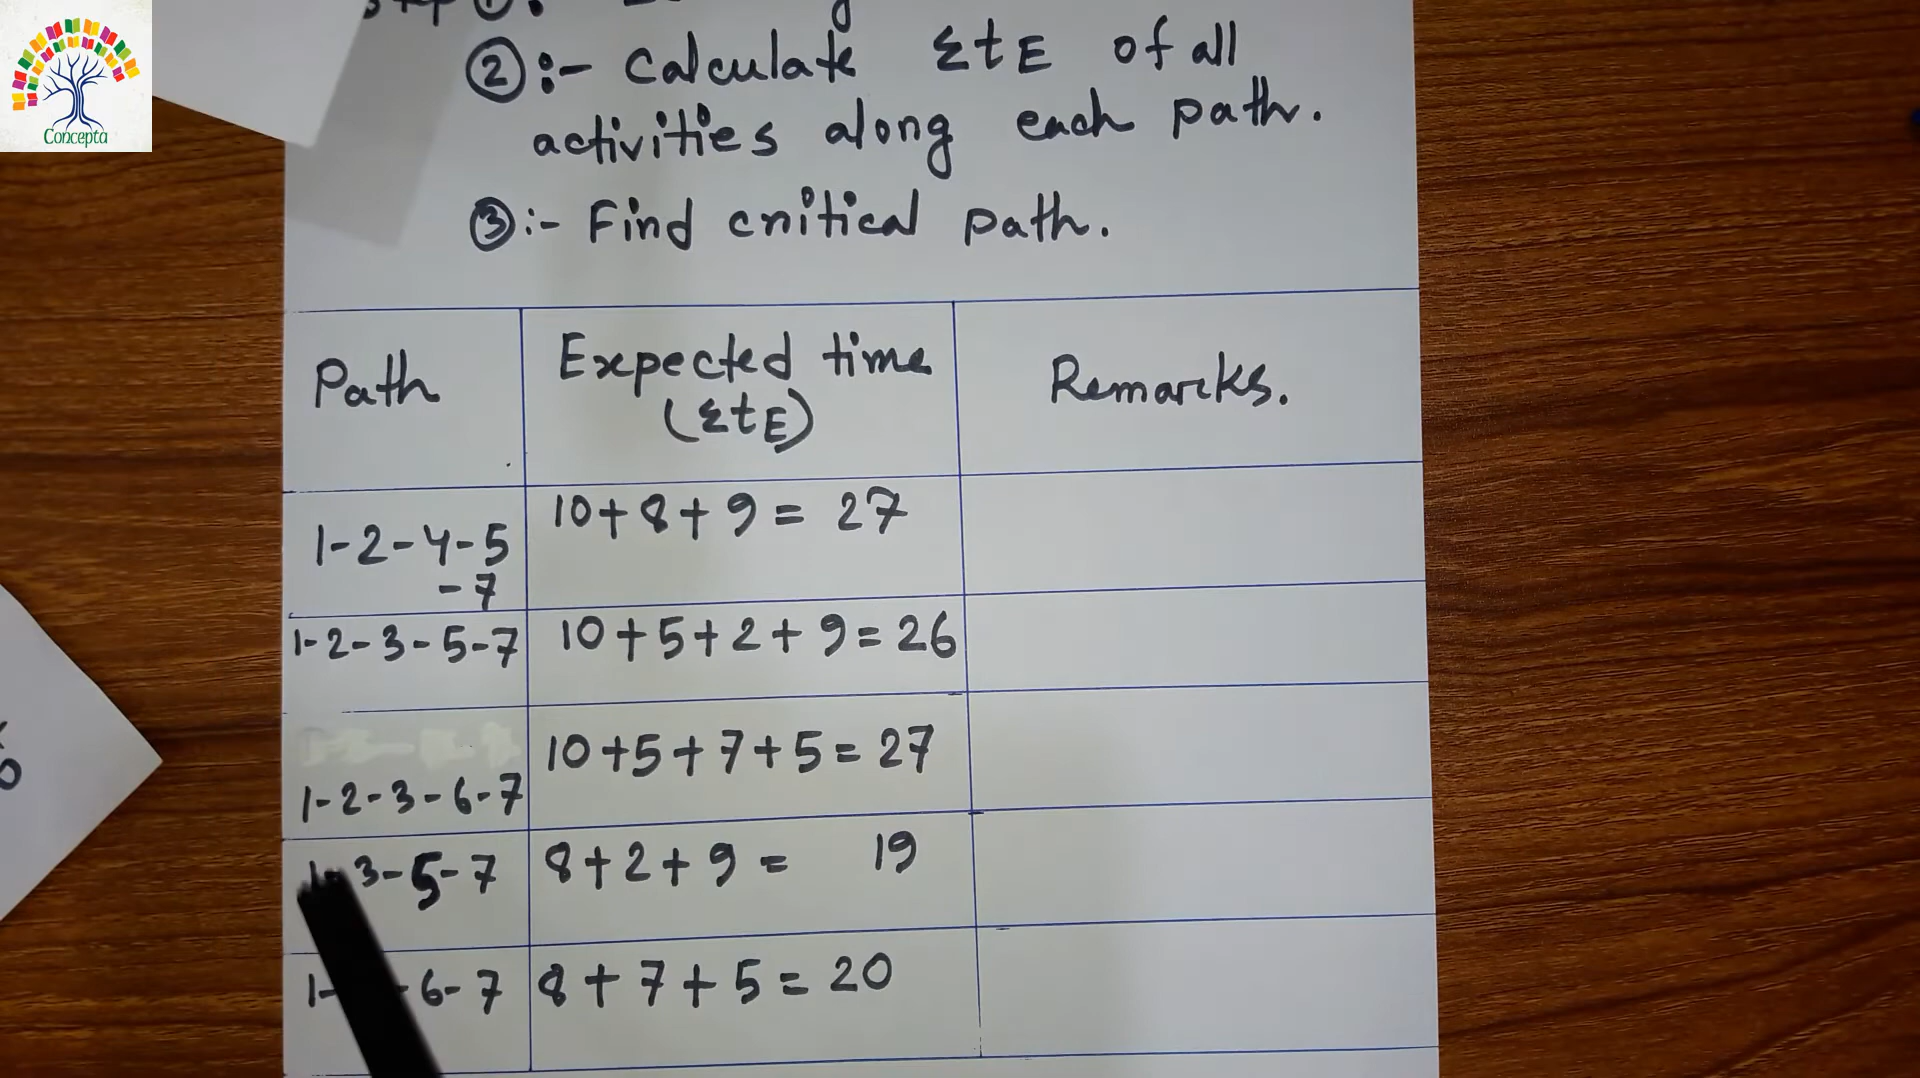 Concepta
②:- Calculate ΣtE of all
activities along each path.
③:- Find critical path.
Path Expected time (ΣtE) Remarcks.
1-2-4-5-7 10+8+9= 27
1-2-3-5-7 10+5+2+9=26
1-2-3-6-7 10+5+7+5=27
1-3-5-7 8+2+9= 19
6-7 8+7+5=20